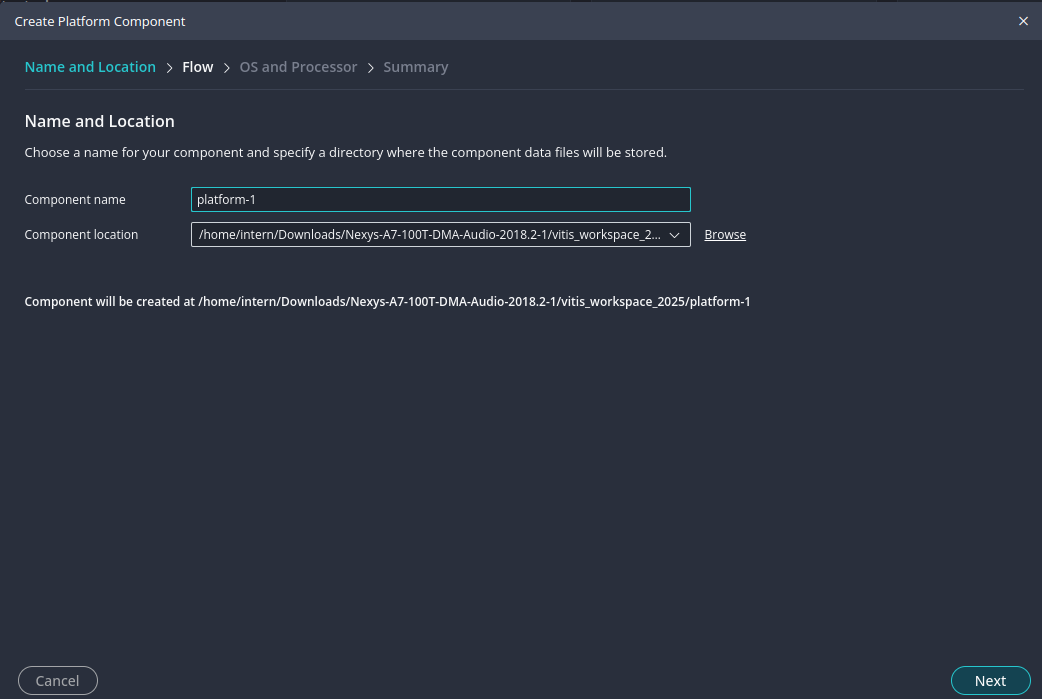 Create Platform Component
Name and Location > Flow > OS and Processor > Summary
Name and Location
Choose a name for your component and specify a directory where the component data files will be stored.
Component name platform-1
Component location /home/intern/Downloads/Nexys-A7-100T-DMA-Audio-2018.2-1/vitis_workspace_2... Browse
Component will be created at /home/intern/Downloads/Nexys-A7-100T-DMA-Audio-2018.2-1/vitis_workspace_2025/platform-1
Cancel Next